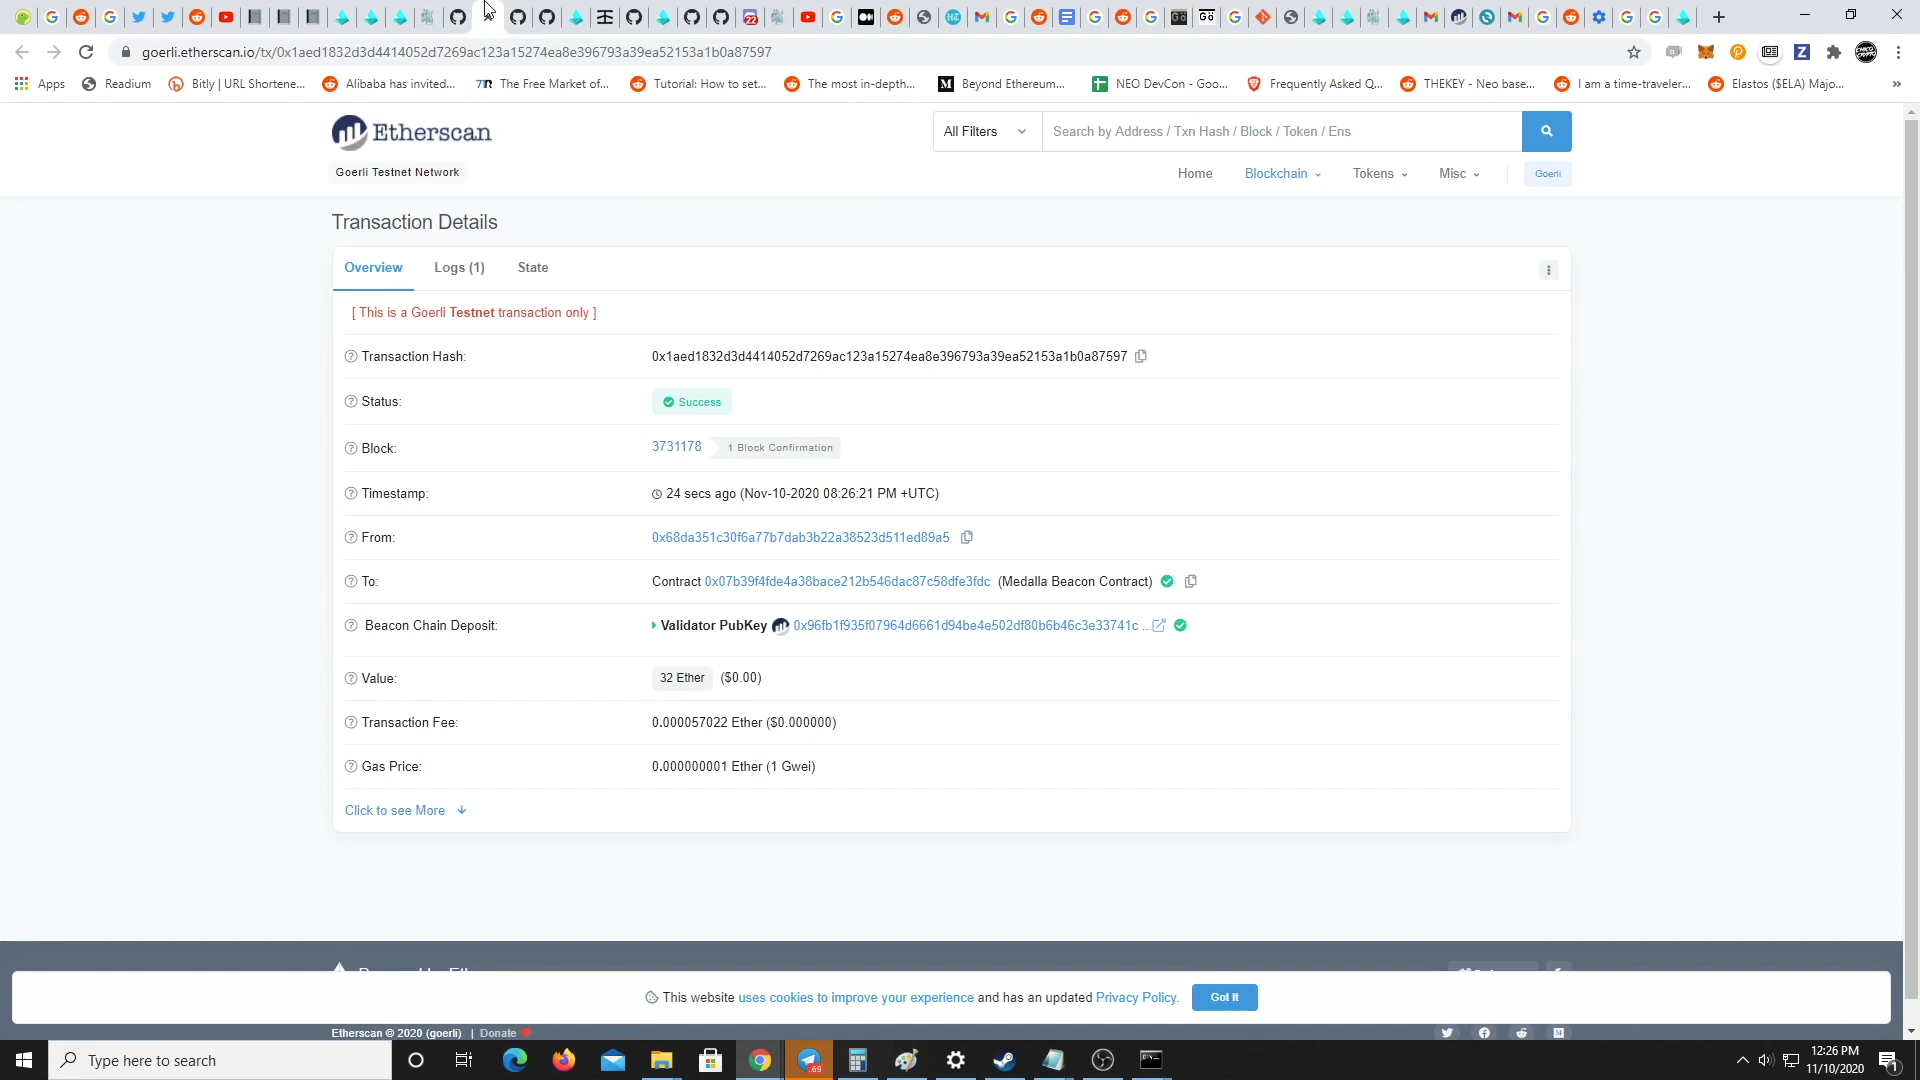 goerli.etherscan.io/tx/0x1aed1832d3d4414052d7269ac123a15274ea8e396793a39ea52153a1b0a87597
Apps Readium Bitly | URL Shortene... Alibaba has invited... The Free Market of... Tutorial: How to set... The most in-depth... Beyond Ethereum... NEO DevCon - Goo... Frequently Asked Q... THEKEY - Neo base... I am a time-traveler... Elastos ($ELA) Majo... »
Etherscan
All Filters Search by Address / Txn Hash / Block / Token / Ens
Goerli Testnet Network
Home Blockchain Tokens Misc Goerli
Transaction Details
Overview Logs (1) State
[ This is a Goerli Testnet transaction only ]
Transaction Hash: 0x1aed1832d3d4414052d7269ac123a15274ea8e396793a39ea52153a1b0a87597
Status: Success
Block: 3731178 1 Block Confirmation
Timestamp: 24 secs ago (Nov-10-2020 08:26:21 PM +UTC)
From: 0x68da351c30f6a77b7dab3b22a38523d511ed89a5
To: Contract 0x07b39f4fde4a38bace212b546dac87c58dfe3fdc (Medalla Beacon Contract)
Beacon Chain Deposit: Validator PubKey 0x96fb1f935f07964d6661d94be4e502df80b6b46c3e33741c ...
Value: 32 Ether ($0.00)
Transaction Fee: 0.000057022 Ether ($0.000000)
Gas Price: 0.000000001 Ether (1 Gwei)
Click to see More
This website uses cookies to improve your experience and has an updated Privacy Policy. Got It
Etherscan © 2020 (goerli) | Donate
Type here to search
12:26 PM
11/10/2020